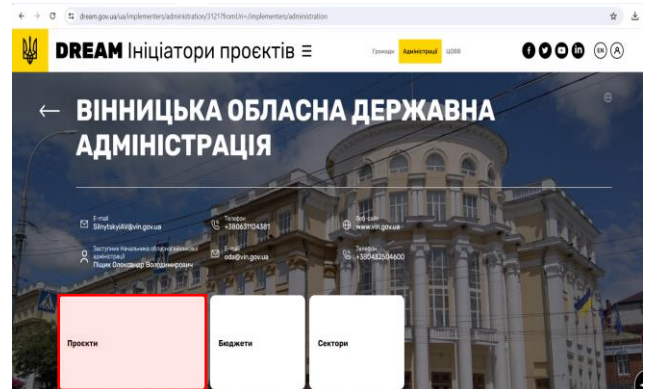 dream.gov.ua/ua/implementers/administration/3121?fromUri=/implementers/administration
DREAM Ініціатори проєктів
Громади Адміністрації ЦОВВ
EN
ВІННИЦЬКА ОБЛАСНА ДЕРЖАВНА
АДМІНІСТРАЦІЯ
E-mail
SilnytskyiAV@vin.gov.ua
Телефон
+380631104381
Веб-сайт
www.vin.gov.ua
Заступник Начальника обласної військової
адміністрації
Піщик Олександр Володимирович
E-mail
oda@vin.gov.ua
Телефон
+380432504600
Проєкти
Бюджети
Сектори